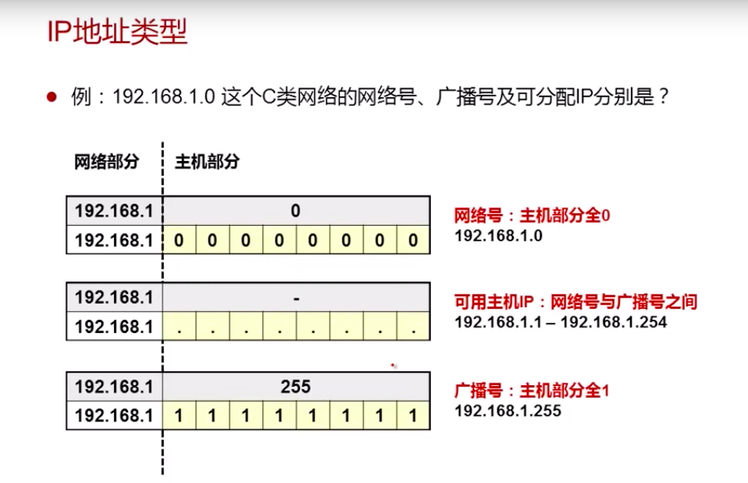 IP地址类型
● 例：192.168.1.0 这个C类网络的网络号、广播号及可分配IP分别是？
网络部分 主机部分
192.168.1 0
192.168.1 0 0 0 0 0 0 0 0
网络号：主机部分全0
192.168.1.0
192.168.1 -
192.168.1 . . . . . . . .
可用主机IP：网络号与广播号之间
192.168.1.1 – 192.168.1.254
192.168.1 255
192.168.1 1 1 1 1 1 1 1 1
广播号：主机部分全1
192.168.1.255